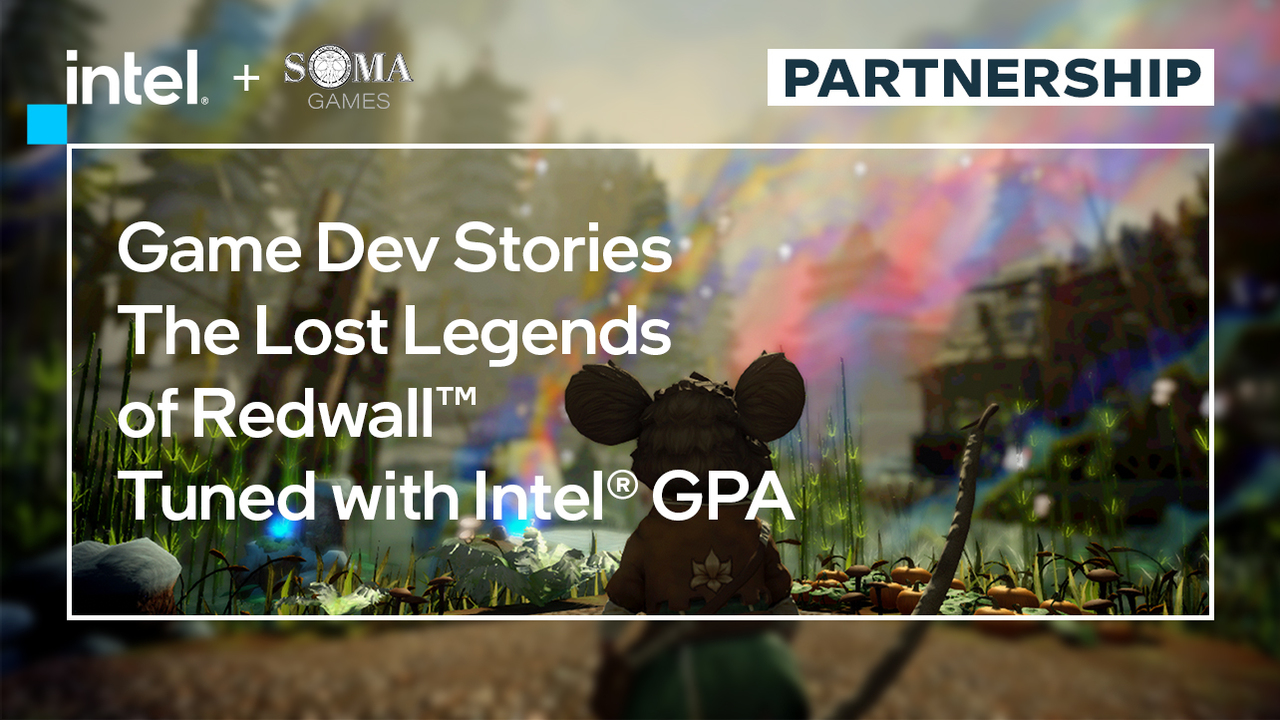 intel® + SOMA
GAMES
PARTNERSHIP
Game Dev Stories
The Lost Legends
of Redwall™
Tuned with Intel® GPA